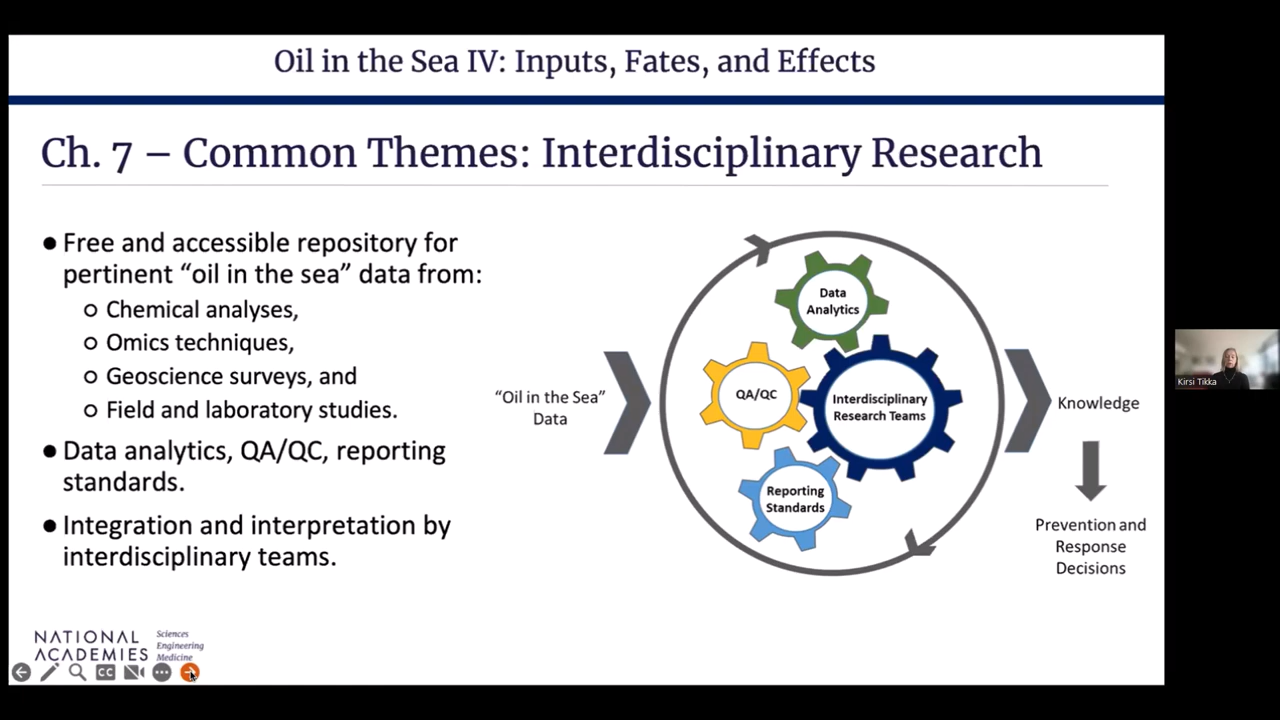 Oil in the Sea IV: Inputs, Fates, and Effects
Ch. 7 – Common Themes: Interdisciplinary Research
● Free and accessible repository for
pertinent “oil in the sea” data from:
○ Chemical analyses,
○ Omics techniques,
○ Geoscience surveys, and
○ Field and laboratory studies.
● Data analytics, QA/QC, reporting
standards.
● Integration and interpretation by
interdisciplinary teams.
“Oil in the Sea”
Data
Data
Analytics
QA/QC
Interdisciplinary
Research Teams
Reporting
Standards
Knowledge
Prevention and
Response
Decisions
NATIONAL
ACADEMIES
Sciences
Engineering
Medicine
CC
Kirsi Tikka